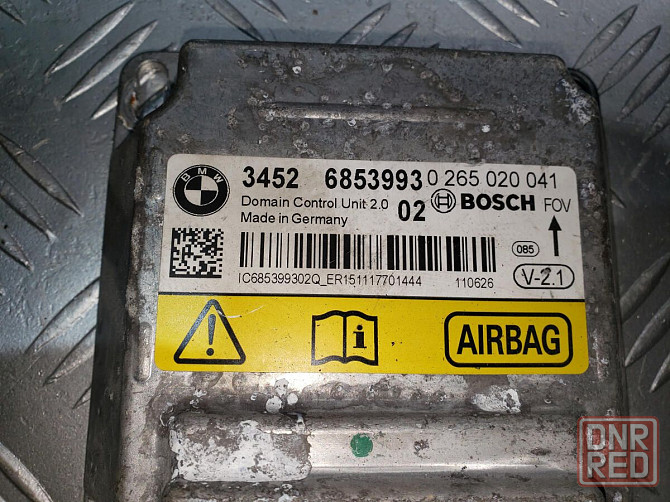 BMW
3452 6853993 0 265 020 041
Domain Control Unit 2.0 02 BOSCH FOV
Made in Germany
085
IC685399302Q_ER151117701444 110626 V-2.1
i AIRBAG
DNR
RED